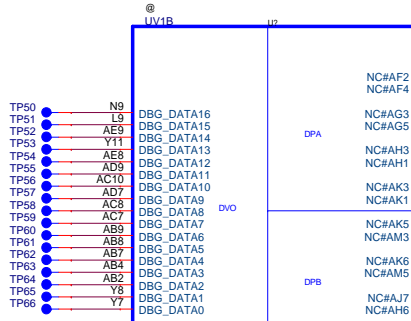 @
UV1B
U?
NC#AF2
NC#AF4
TP50 N9 DBG_DATA16 NC#AG3
TP51 L9 DBG_DATA15 NC#AG5
TP52 AE9 DBG_DATA14 DPA
TP53 Y11 DBG_DATA13 NC#AH3
TP54 AE8 DBG_DATA12 NC#AH1
TP55 AD9 DBG_DATA11
TP56 AC10 DBG_DATA10 NC#AK3
TP57 AD7 DBG_DATA9 NC#AK1
TP58 AC8 DBG_DATA8 DVO
TP59 AC7 DBG_DATA7 NC#AK5
TP60 AB9 DBG_DATA6 NC#AM3
TP61 AB8 DBG_DATA5
TP62 AB7 DBG_DATA4 NC#AK6
TP63 AB4 DBG_DATA3 NC#AM5
TP64 AB2 DBG_DATA2 DPB
TP65 Y8 DBG_DATA1 NC#AJ7
TP66 Y7 DBG_DATA0 NC#AH6